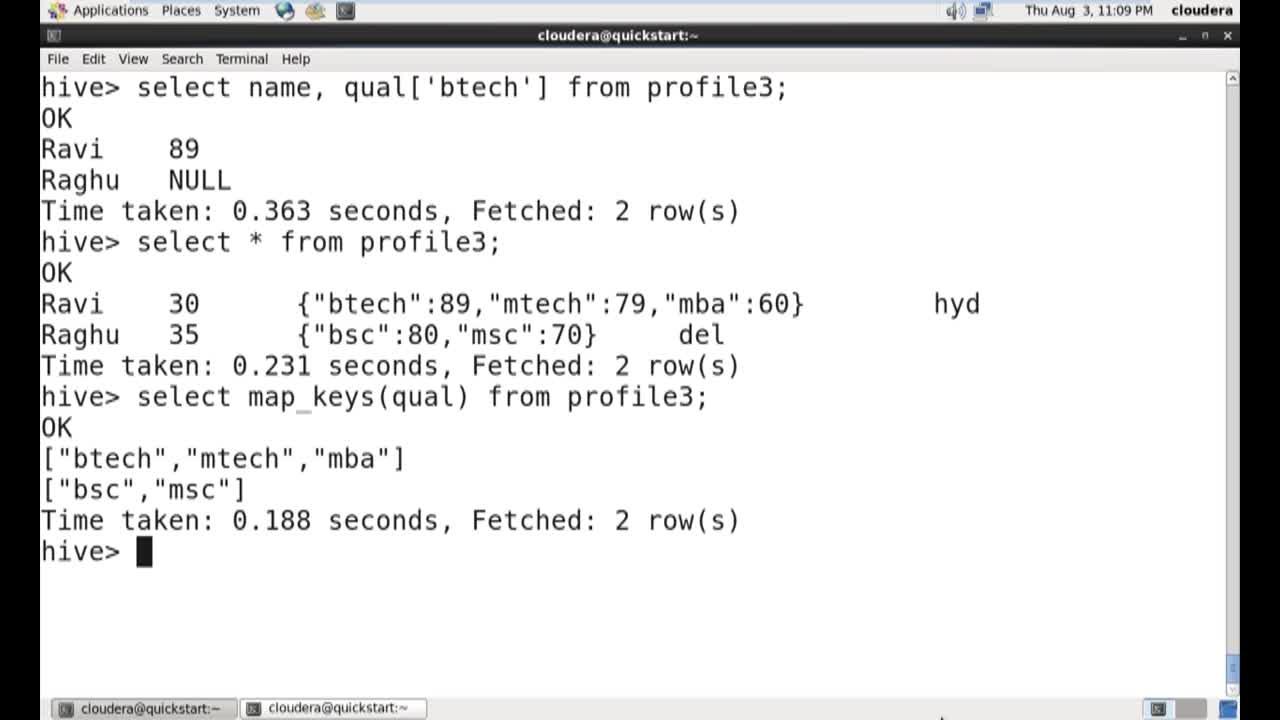 Applications Places System Thu Aug 3, 11:09 PM cloudera
cloudera@quickstart:~
File Edit View Search Terminal Help
hive> select name, qual['btech'] from profile3;
OK
Ravi 89
Raghu NULL
Time taken: 0.363 seconds, Fetched: 2 row(s)
hive> select * from profile3;
OK
Ravi 30 {"btech":89,"mtech":79,"mba":60} hyd
Raghu 35 {"bsc":80,"msc":70} del
Time taken: 0.231 seconds, Fetched: 2 row(s)
hive> select map_keys(qual) from profile3;
OK
["btech","mtech","mba"]
["bsc","msc"]
Time taken: 0.188 seconds, Fetched: 2 row(s)
hive>
cloudera@quickstart:~ cloudera@quickstart:~